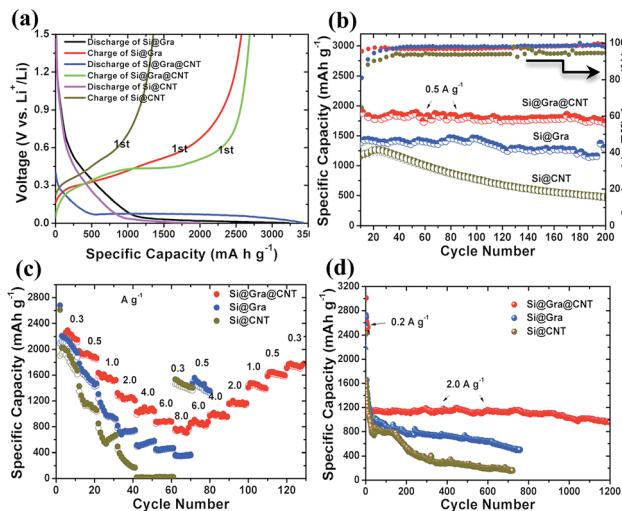 (a)
Discharge of Si@Gra
Charge of Si@Gra
Discharge of Si@Gra@CNT
Charge of Si@Gra@CNT
Discharge of Si@CNT
Charge of Si@CNT
1st
1st
1st
Voltage (V vs. Li+/Li)
1.5
1.2
0.9
0.6
0.3
0.0
0 500 1000 1500 2000 2500 3000 350
Specific Capacity (mA h g-1)
(b)
0.5 A g-1
Si@Gra@CNT
Si@Gra
Si@CNT
Specific Capacity (mAh g-1)
3000
2500
2000
1500
1000
500
0
100
80
60
40
20
0
20 40 60 80 100 120 140 160 180 200
Cycle Number
(c)
A g-1
Si@Gra@CNT
Si@Gra
Si@CNT
0.3
0.5
1.0
2.0
4.0
6.0
8.0
6.0
4.0
2.0
1.0
0.5
0.3
0.3
0.5
Specific Capacity (mAh g-1)
2800
2400
2000
1600
1200
800
400
0
0 20 40 60 80 100 120
Cycle Number
(d)
Si@Gra@CNT
Si@Gra
Si@CNT
0.2 A g-1
2.0 A g-1
Specific Capacity (mAh g-1)
3200
2800
2400
2000
1600
1200
800
400
0
0 200 400 600 800 1000 1200
Cycle Number